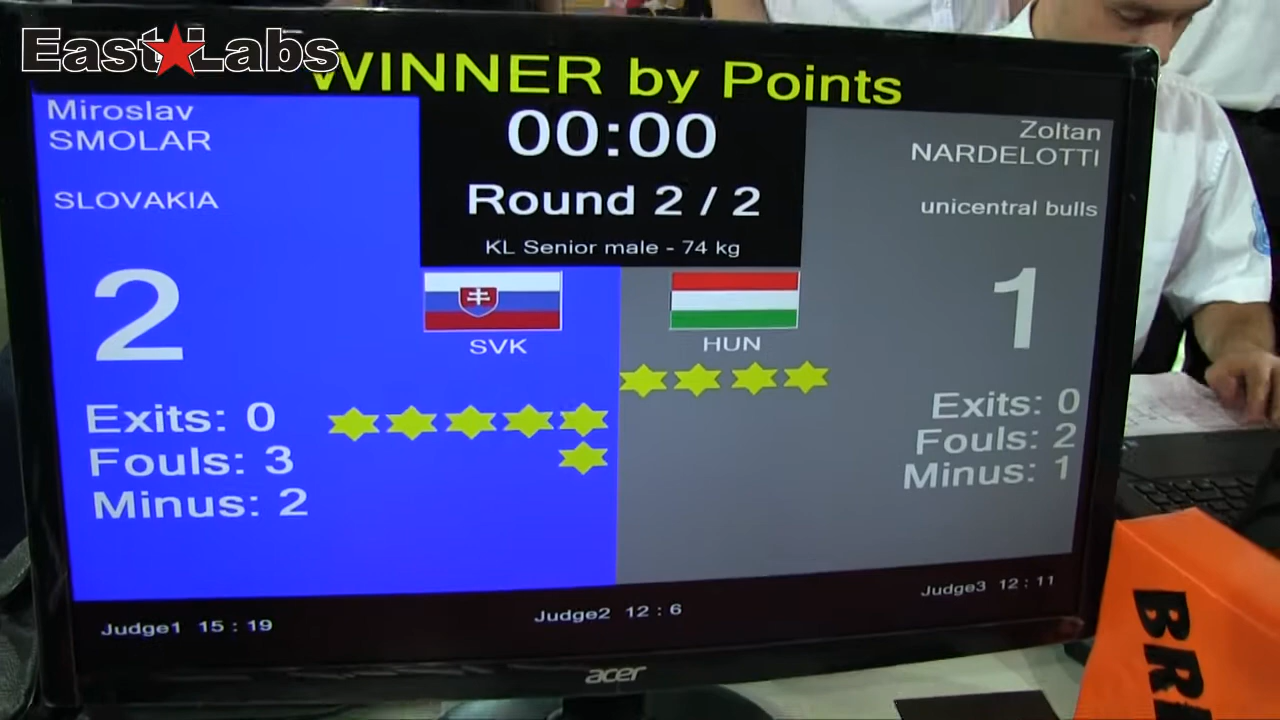 East Labs
WINNER by Points
Miroslav
SMOLAR
SLOVAKIA
00:00
Round 2 / 2
KL Senior male - 74 kg
Zoltan
NARDELOTTI
unicentral bulls
2
1
SVK
HUN
Exits: 0
Fouls: 3
Minus: 2
Exits: 0
Fouls: 2
Minus: 1
Judge1 15 : 19
Judge2 12 : 6
Judge3 12 : 11
acer